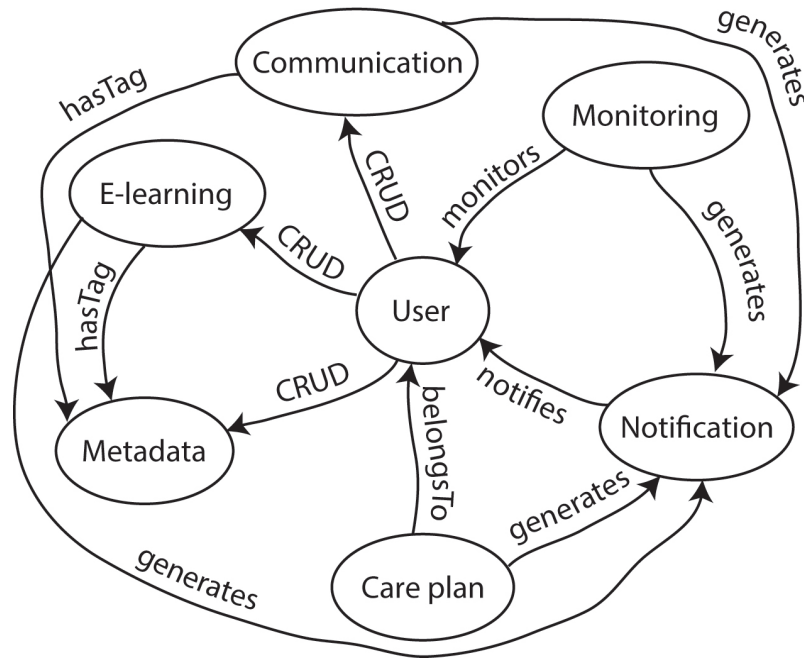 Communication
generates
hasTag
Monitoring
CRUD
monitors
E-learning
CRUD
generates
hasTag
User
CRUD
notifies
belongsTo
Metadata
Notification
generates
generates
Care plan